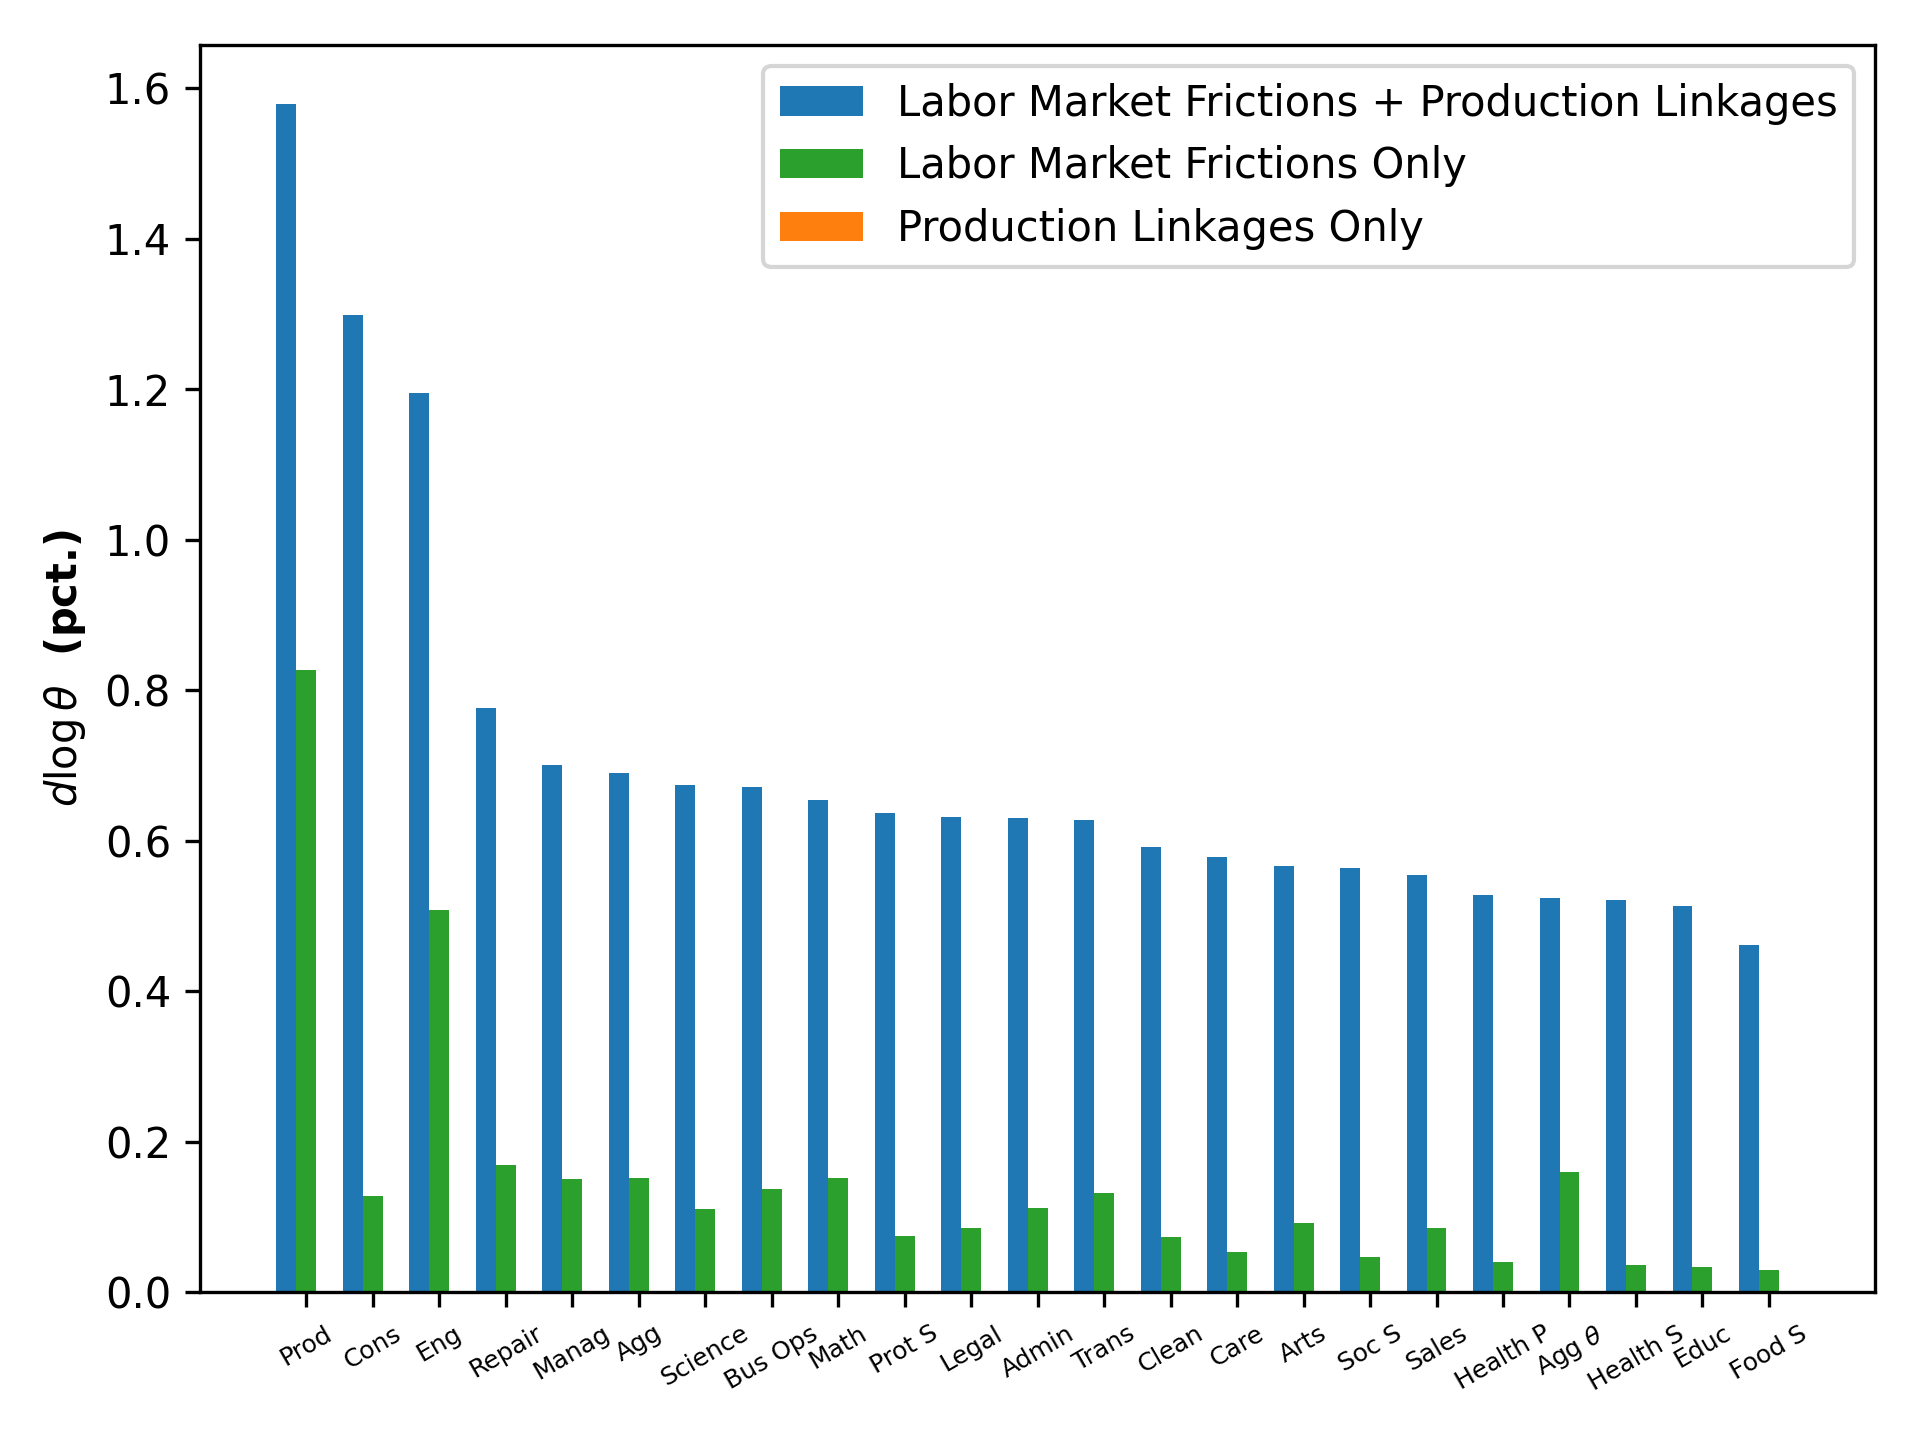 Labor Market Frictions + Production Linkages
Labor Market Frictions Only
Production Linkages Only
d log θ (pct.)
1.6
1.4
1.2
1.0
0.8
0.6
0.4
0.2
0.0
Prod Cons Eng Repair Manag Agg Science Bus Ops Math Prot S Legal Admin Trans Clean Care Arts Soc S Sales Health P Agg θ Health S Educ Food S